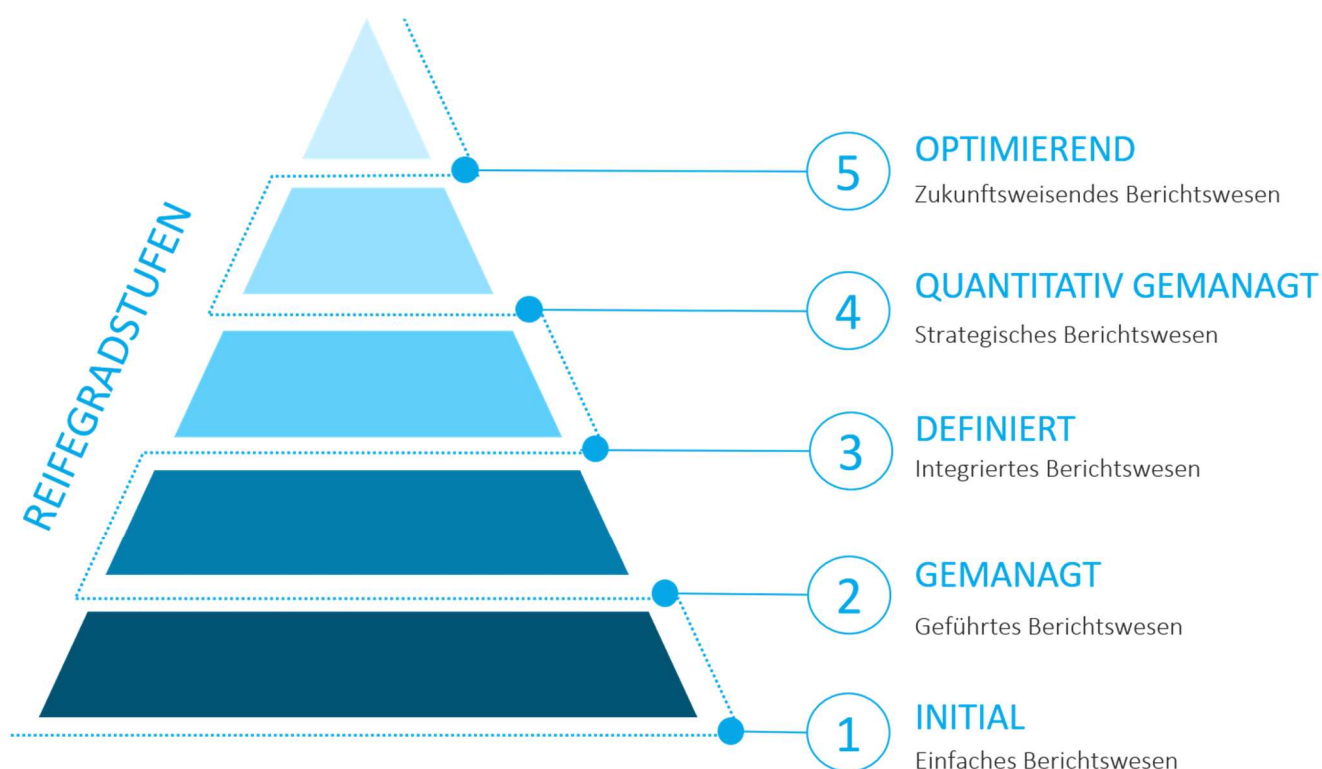 REIFEGRADSTUFEN
5
OPTIMIEREND
Zukunftsweisendes Berichtswesen
4
QUANTITATIV GEMANAGT
Strategisches Berichtswesen
3
DEFINIERT
Integriertes Berichtswesen
2
GEMANAGT
Geführtes Berichtswesen
1
INITIAL
Einfaches Berichtswesen